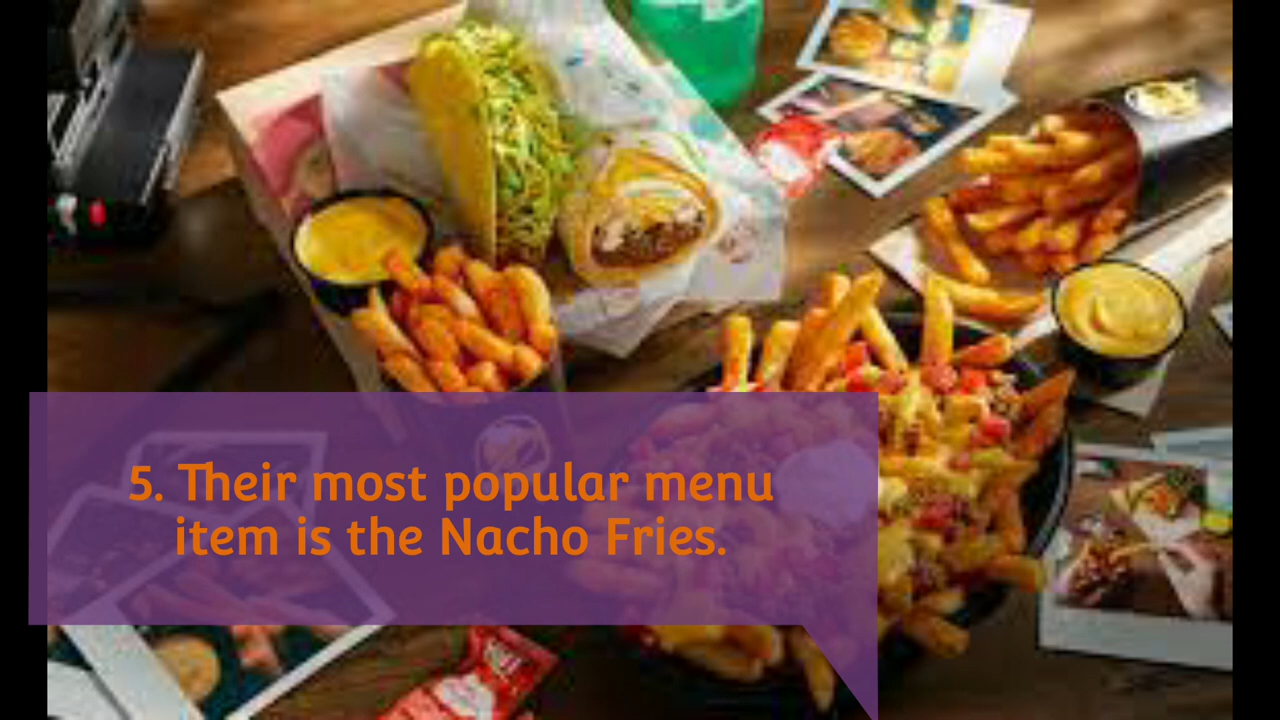 5. Their most popular menu
item is the Nacho Fries.